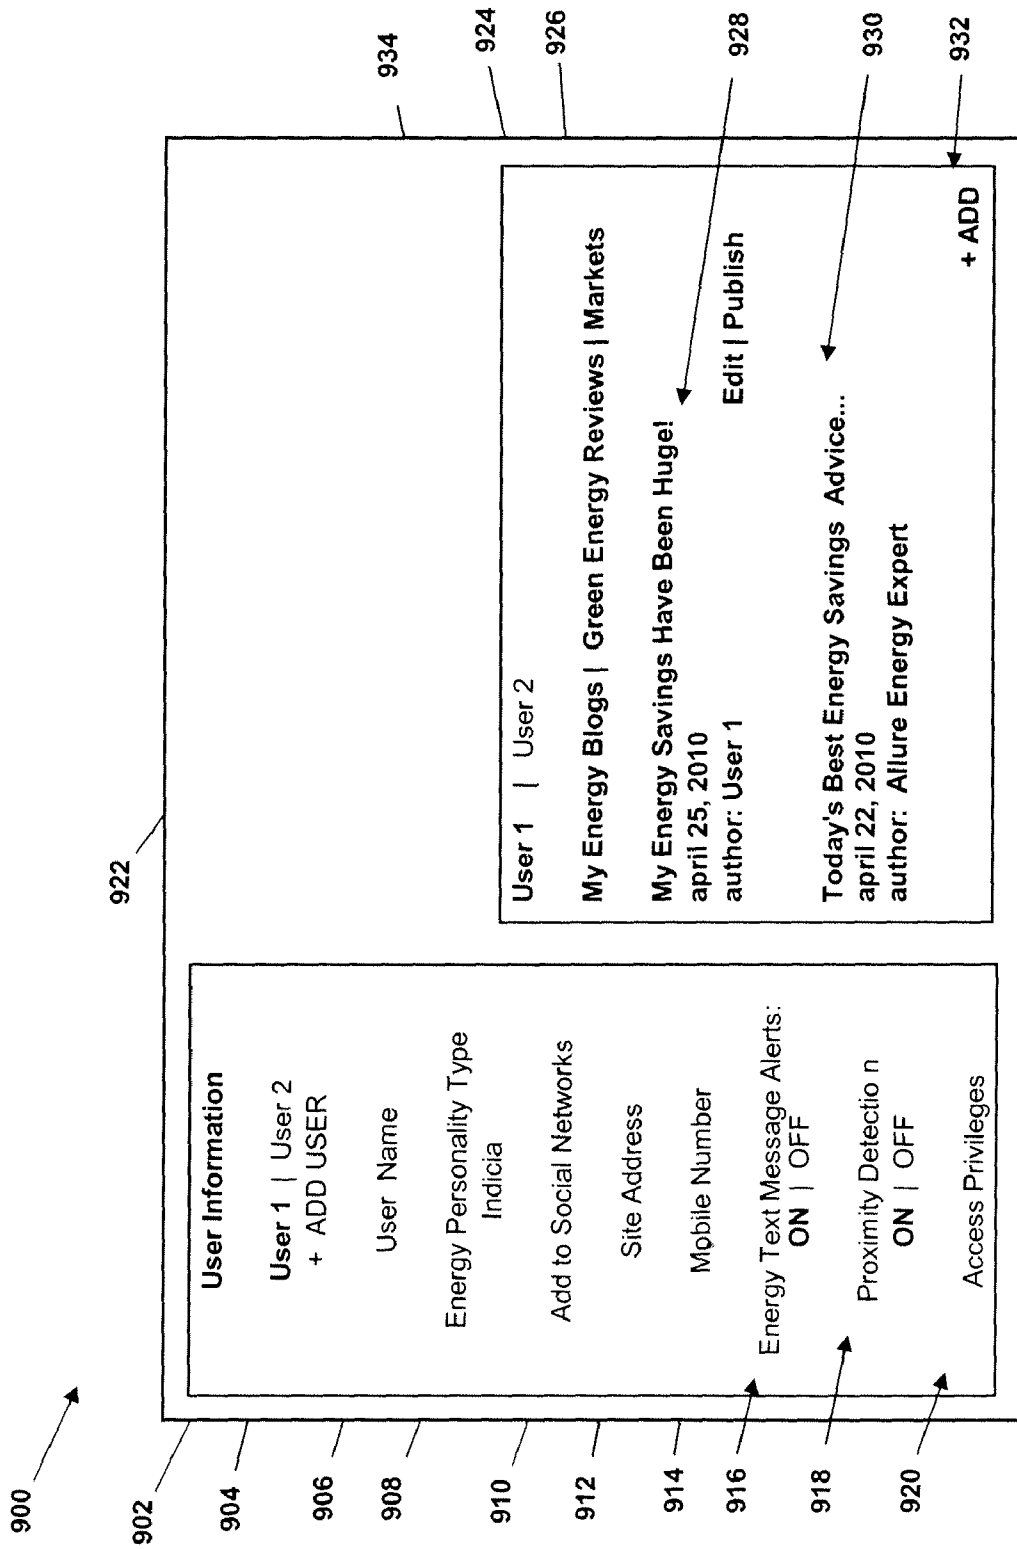 900
902
904
906
908
910
912
914
916
918
920
922
User Information
User 1 | User 2
+ ADD USER
User Name
Energy Personality Type
Indicia
Add to Social Networks
Site Address
Mobile Number
Energy Text Message Alerts:
ON | OFF
Proximity Detectio n
ON | OFF
Access Privileges
User 1 | User 2
My Energy Blogs | Green Energy Reviews | Markets
My Energy Savings Have Been Huge!
april 25, 2010
author: User 1
Edit | Publish
Today's Best Energy Savings Advice...
april 22, 2010
author: Allure Energy Expert
+ ADD
934
924
926
928
930
932